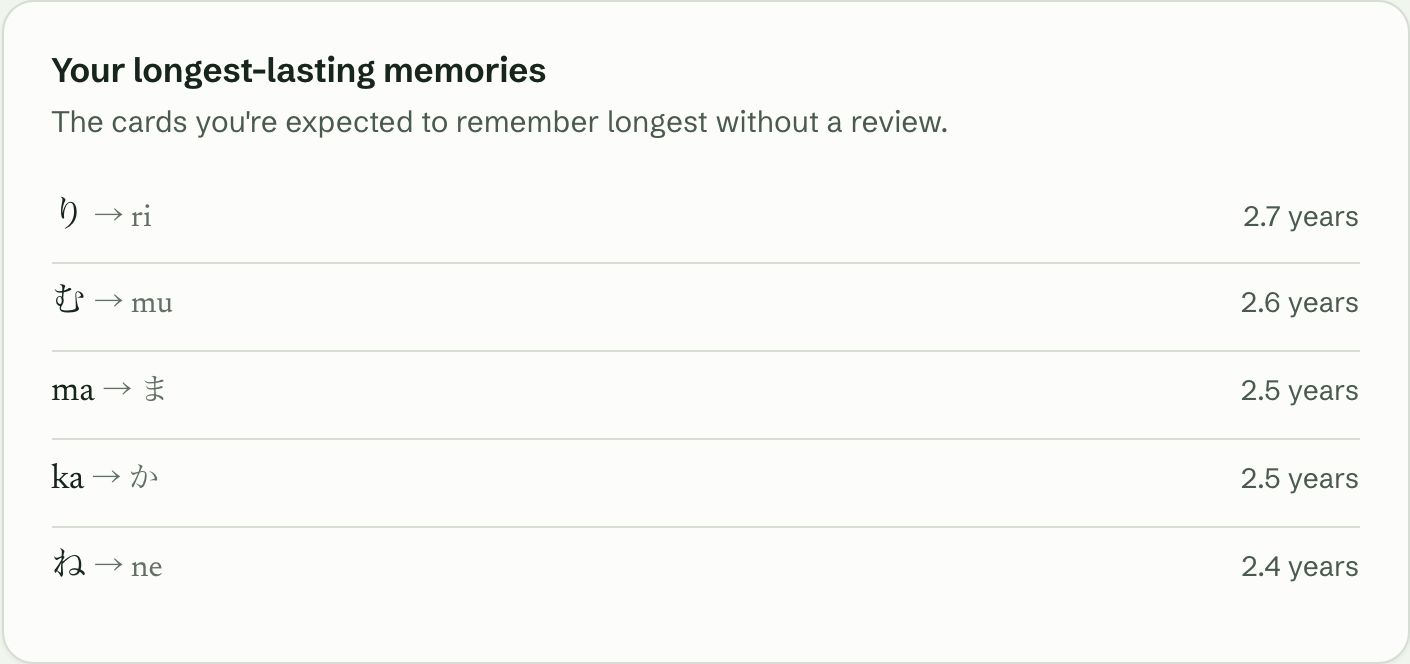 Your longest-lasting memories
The cards you're expected to remember longest without a review.
り → ri 2.7 years
む → mu 2.6 years
ma → ま 2.5 years
ka → か 2.5 years
ね → ne 2.4 years